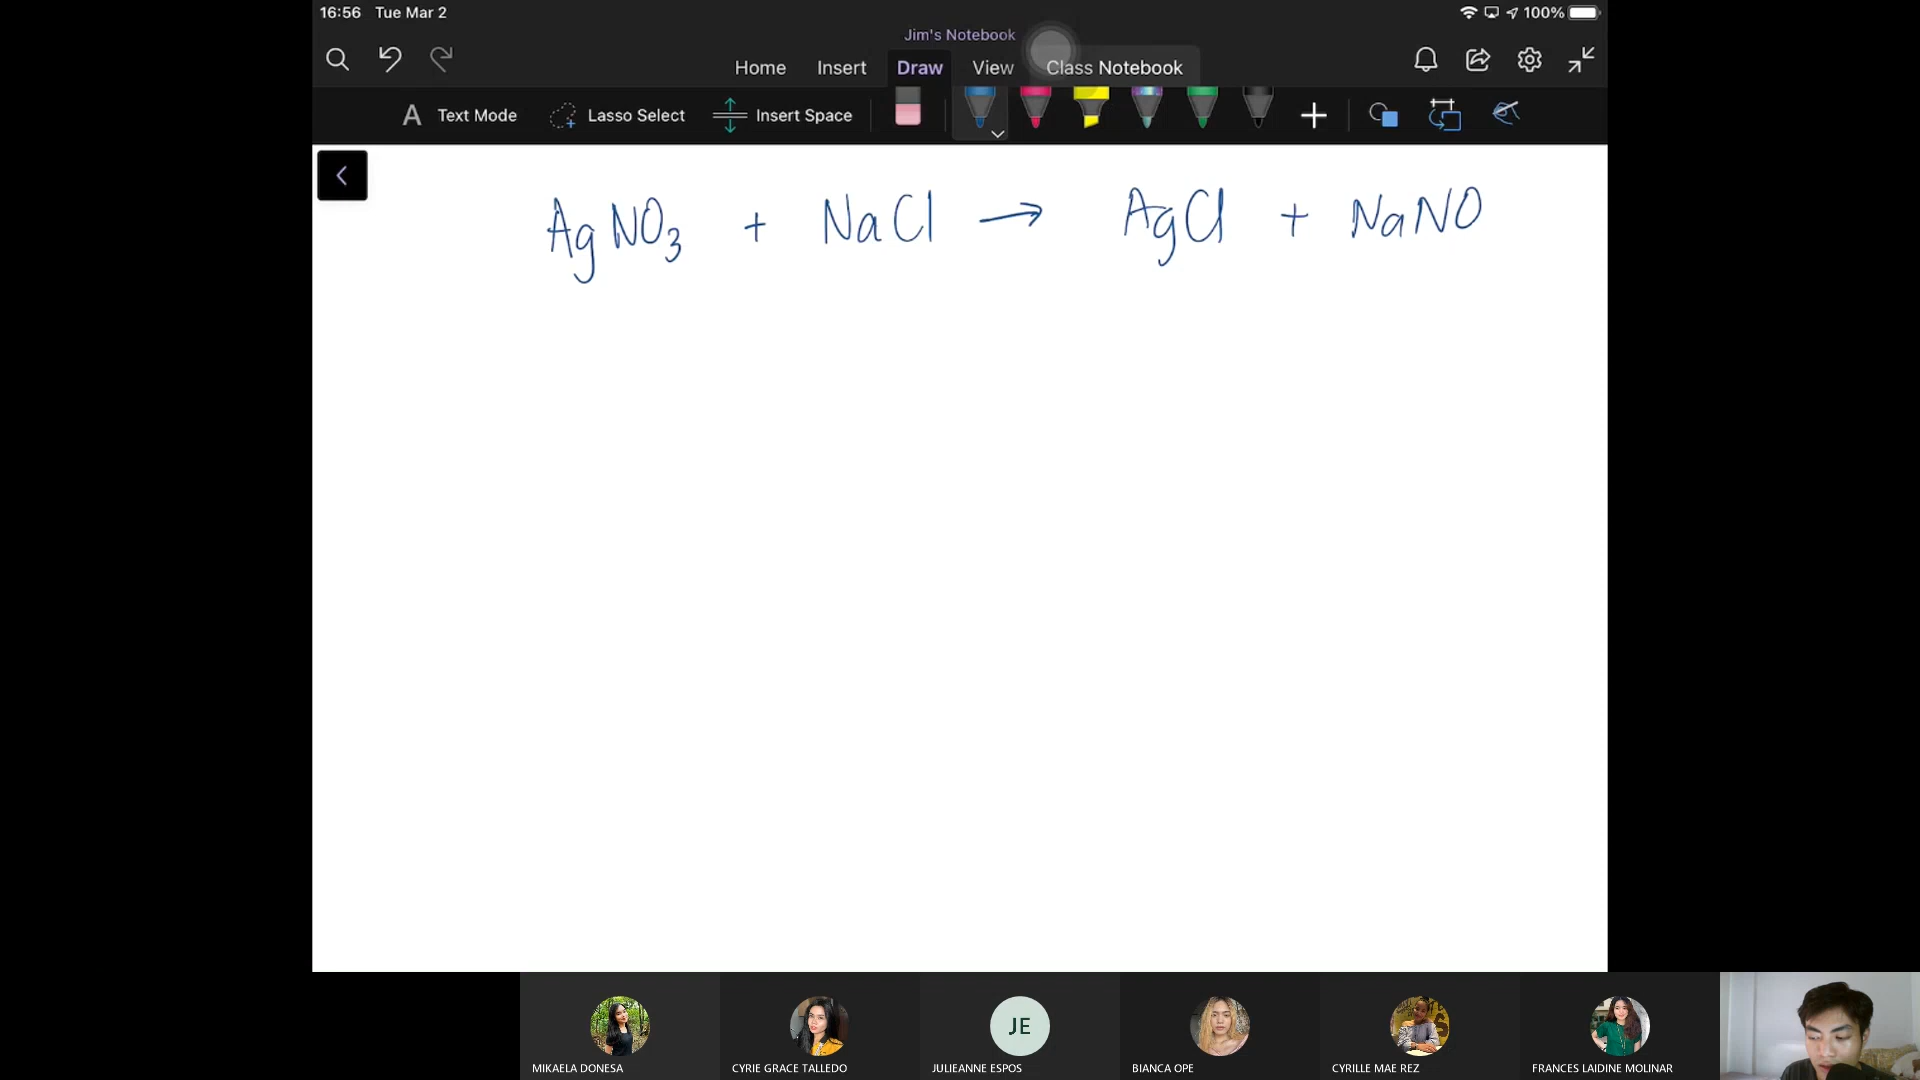 16:56 Tue Mar 2
100%
Jim's Notebook
Home Insert Draw View Class Notebook
A Text Mode Lasso Select Insert Space
AgNO₃ + NaCl → AgCl + NaNO
JE
MIKAELA DONESA CYRIE GRACE TALLEDO JULIEANNE ESPOS BIANCA OPE CYRILLE MAE REZ FRANCES LAIDINE MOLINAR